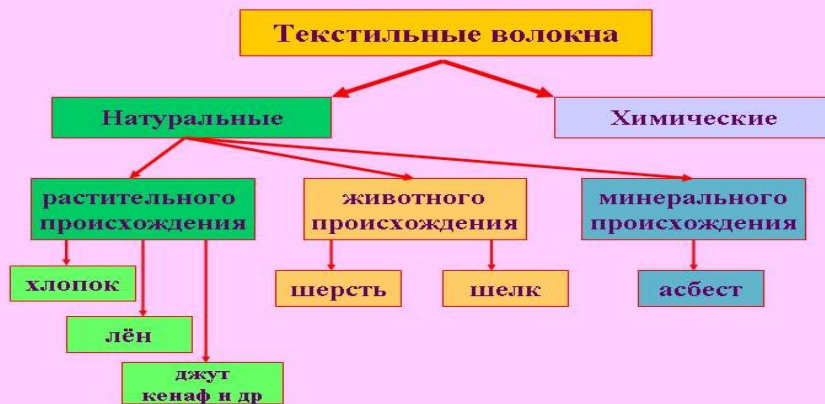 Текстильные волокна
Натуральные
Химические
растительного
происхождения
животного
происхождения
минерального
происхождения
хлопок
лён
джут
кенаф и др
шерсть
шелк
асбест